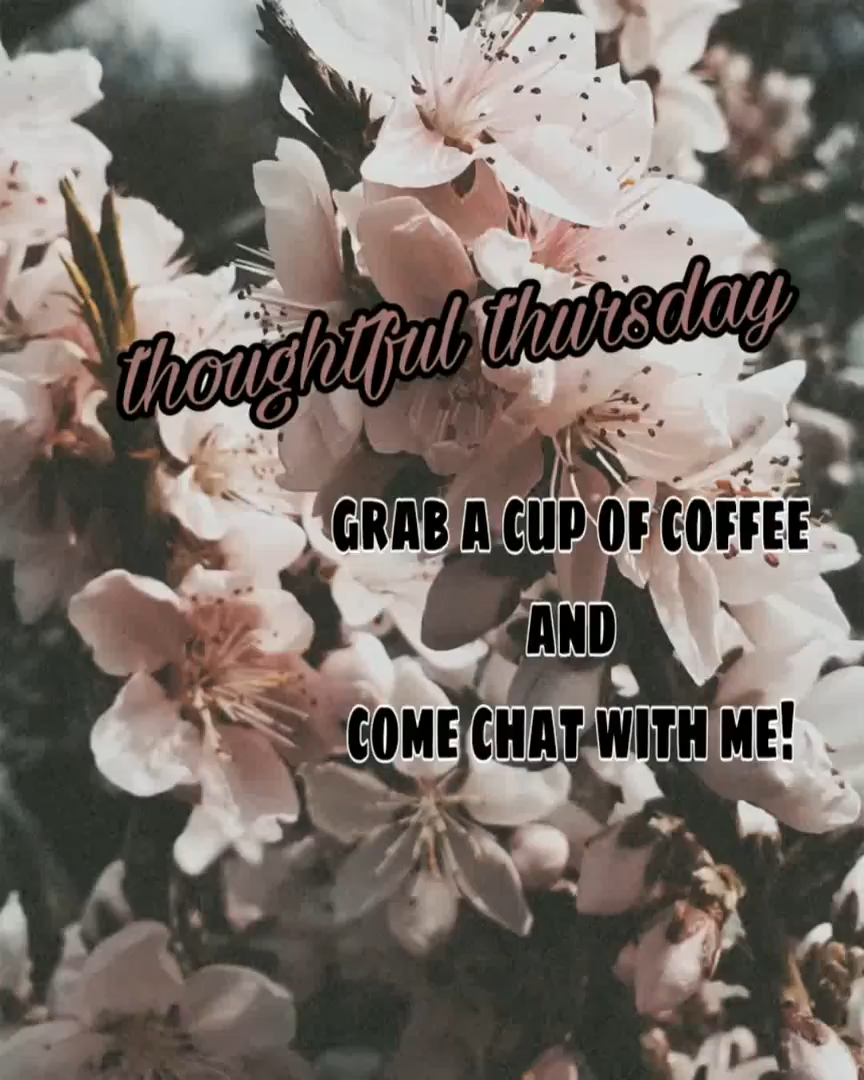 thoughtful thursday
GRAB A CUP OF COFFEE
AND
COME CHAT WITH ME!